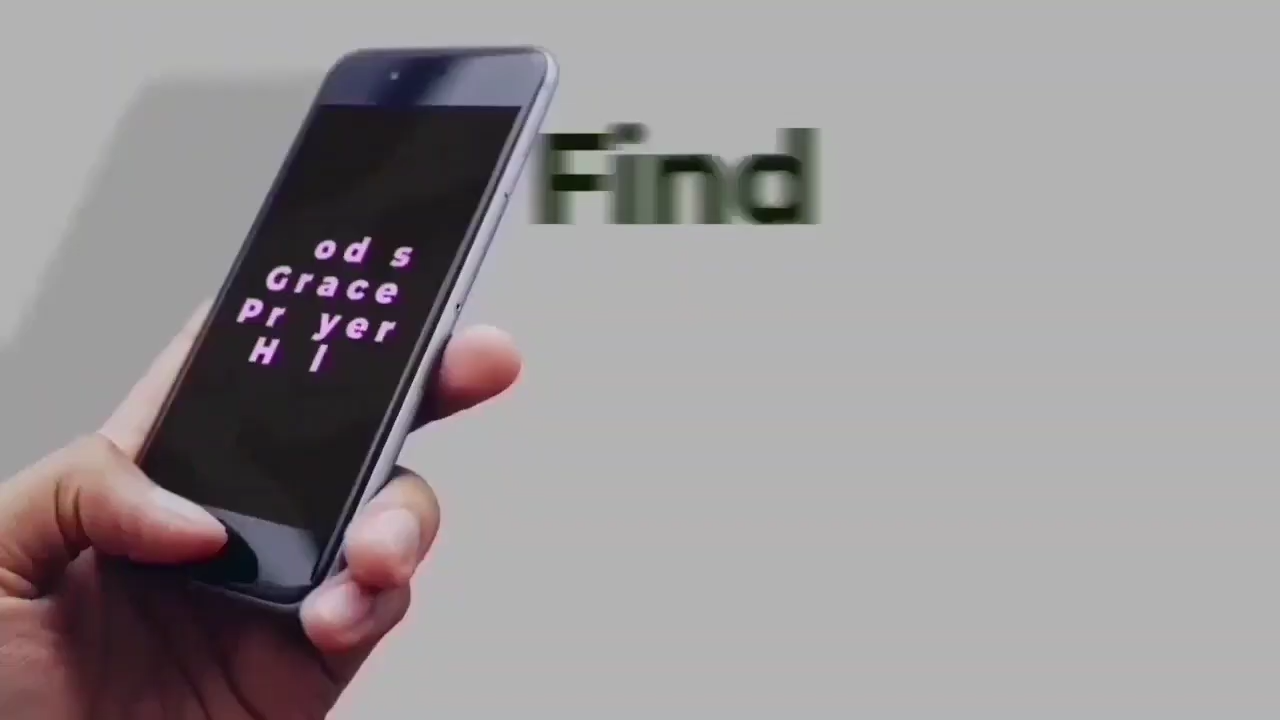 od s
Grace
Pr yer
H l
Find